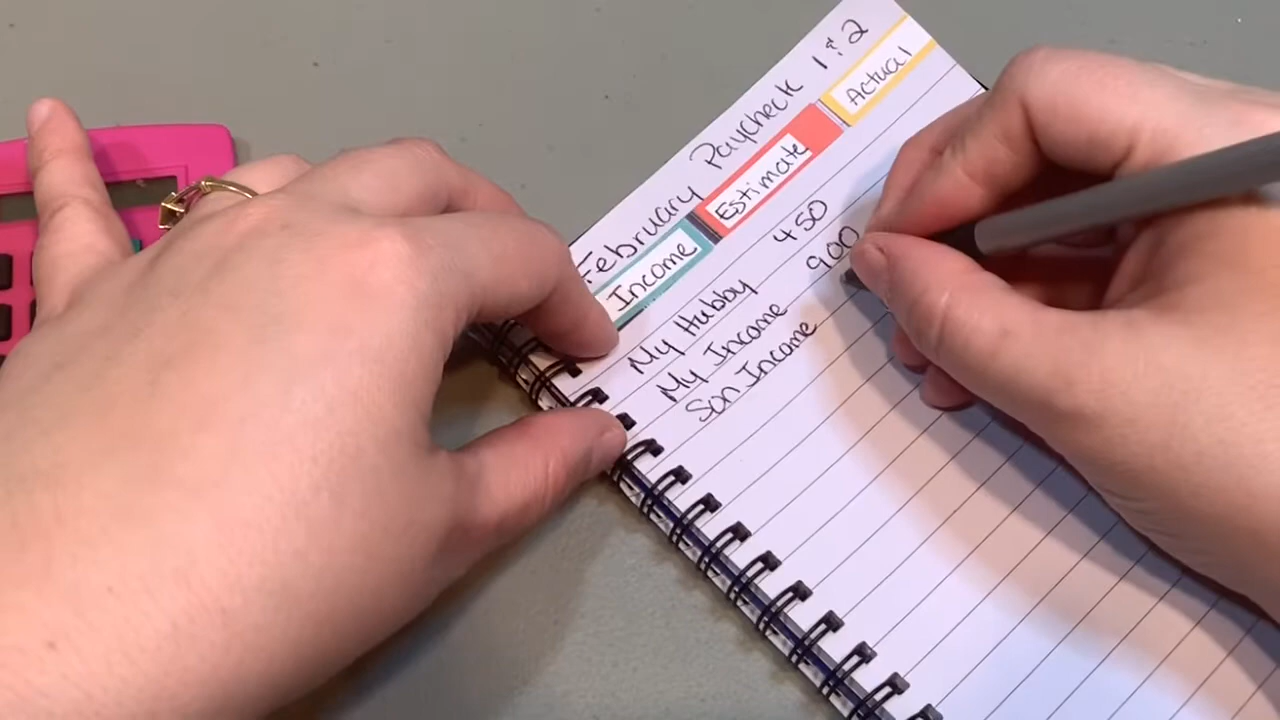 February Paycheck 1 & 2
Income Estimate Actual
My Hubby 450
My Income 900
Son Income